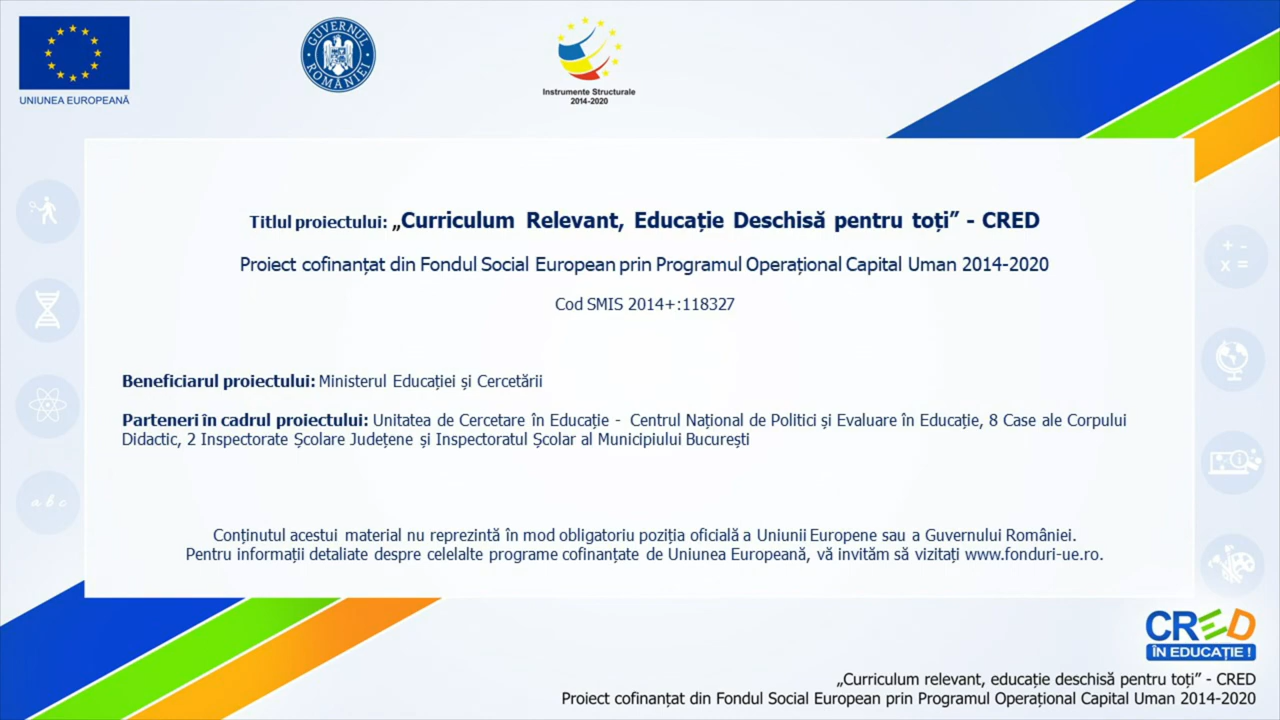 UNIUNEA EUROPEANĂ
GUVERNUL ROMÂNIEI
Instrumente Structurale
2014-2020
Titlul proiectului: „Curriculum Relevant, Educație Deschisă pentru toți” - CRED
Proiect cofinanțat din Fondul Social European prin Programul Operațional Capital Uman 2014-2020
Cod SMIS 2014+:118327
Beneficiarul proiectului: Ministerul Educației și Cercetării
Parteneri în cadrul proiectului: Unitatea de Cercetare în Educație - Centrul Național de Politici și Evaluare în Educație, 8 Case ale Corpului
Didactic, 2 Inspectorate Școlare Județene și Inspectoratul Școlar al Municipiului București
Conținutul acestui material nu reprezintă în mod obligatoriu poziția oficială a Uniunii Europene sau a Guvernului României.
Pentru informații detaliate despre celelalte programe cofinanțate de Uniunea Europeană, vă invităm să vizitați www.fonduri-ue.ro.
+ -
x =
a b c
CRED
ÎN EDUCAȚIE !
„Curriculum relevant, educație deschisă pentru toți” - CRED
Proiect cofinanțat din Fondul Social European prin Programul Operațional Capital Uman 2014-2020